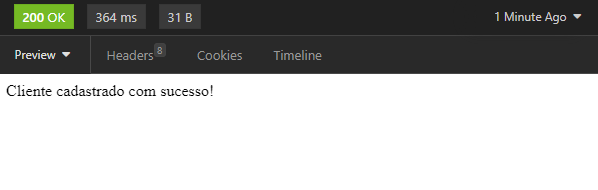 200 OK 364 ms 31 B 1 Minute Ago
Preview Headers 8 Cookies Timeline
Cliente cadastrado com sucesso!